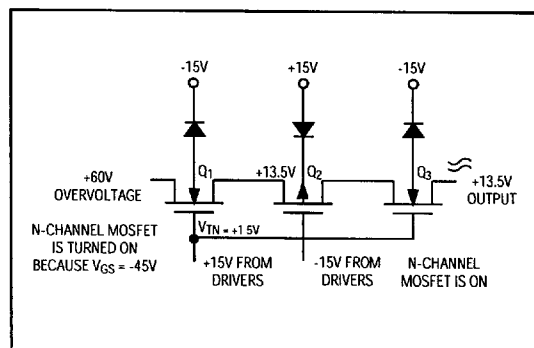 -15V
+15V
-15V
+60V
OVERVOLTAGE
Q1
+13.5V
Q2
Q3
+13.5V
OUTPUT
N-CHANNEL MOSFET
IS TURNED ON
BECAUSE VGS = -45V
VTN = +1.5V
+15V FROM
DRIVERS
-15V FROM
DRIVERS
N-CHANNEL
MOSFET IS ON